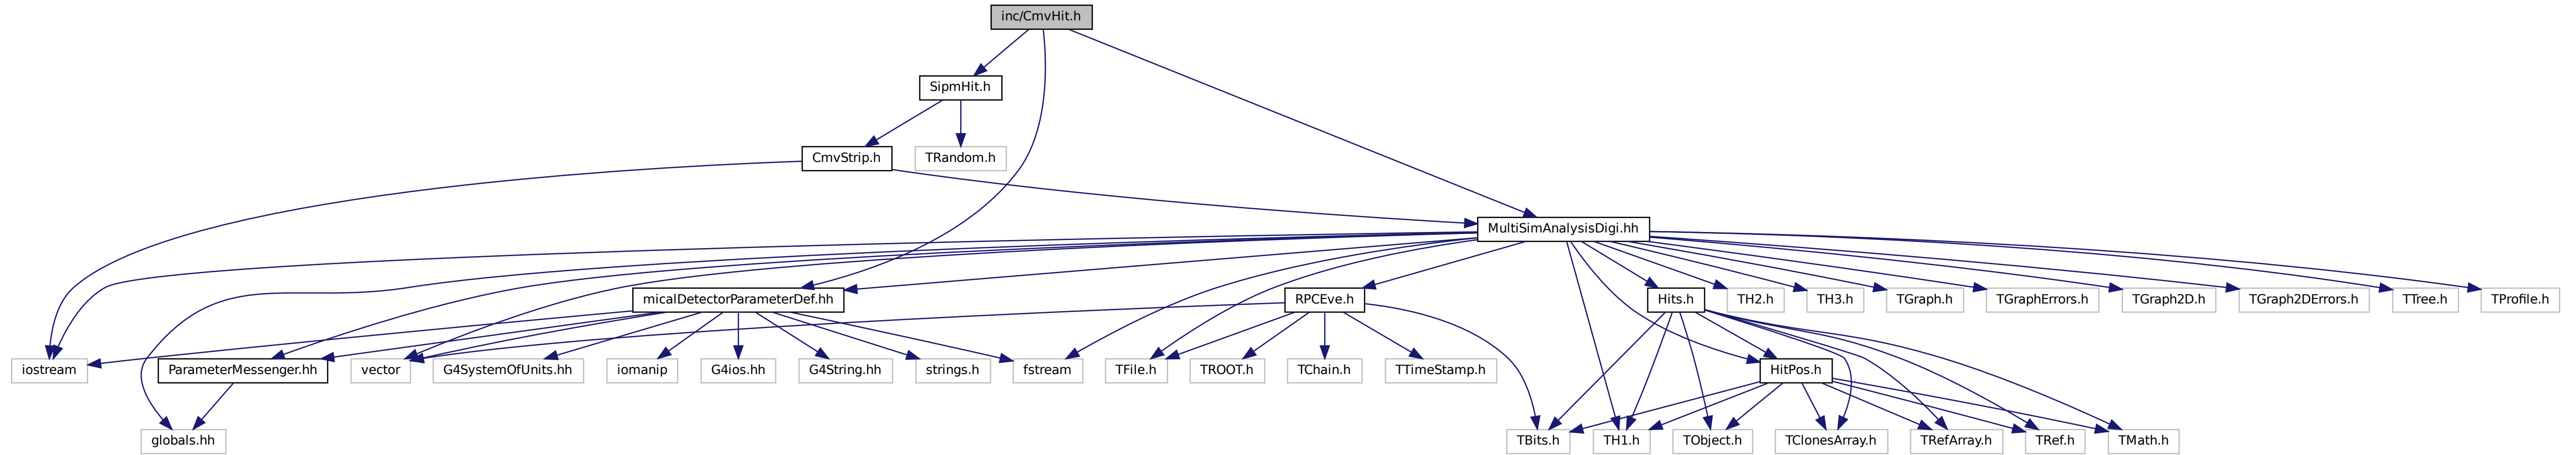 inc/CmvHit.h
SipmHit.h
CmvStrip.h
TRandom.h
MultiSimAnalysisDigi.hh
micalDetectorParameterDef.hh
RPCEve.h
Hits.h
TH2.h
TH3.h
TGraph.h
TGraphErrors.h
TGraph2D.h
TGraph2DErrors.h
TTree.h
TProfile.h
iostream
ParameterMessenger.hh
vector
G4SystemOfUnits.hh
iomanip
G4ios.hh
G4String.hh
strings.h
fstream
TFile.h
TROOT.h
TChain.h
TTimeStamp.h
HitPos.h
globals.hh
TBits.h
TH1.h
TObject.h
TClonesArray.h
TRefArray.h
TRef.h
TMath.h